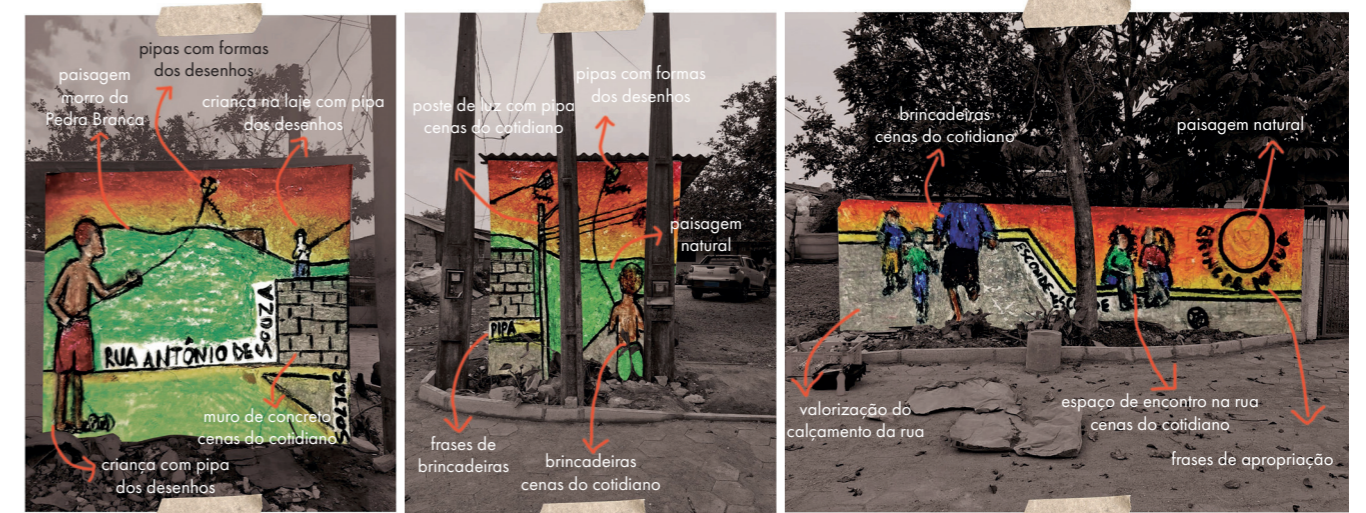 pipas com formas
dos desenhos
paisagem
morro da
Pedra Branca
criança na laje com pipa
dos desenhos
RUA ANTÔNIO DE SOUZA
SOLTAR
muro de concreto
cenas do cotidiano
criança com pipa
dos desenhos
pipas com formas
dos desenhos
poste de luz com pipa
cenas do cotidiano
paisagem
natural
PIPA
frases de
brincadeiras
brincadeiras
cenas do cotidiano
brincadeiras
cenas do cotidiano
paisagem natural
ESCONDE
NA RUA
valorização do
calçamento da rua
espaço de encontro na rua
cenas do cotidiano
frases de apropriação